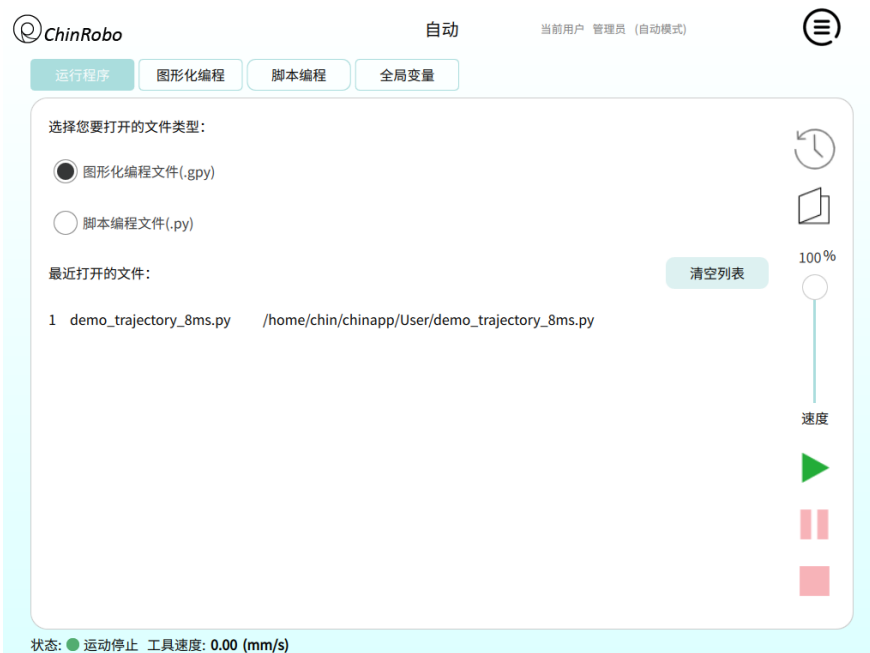 ChinRobo
自动
当前用户 管理员 (自动模式)
运行程序 图形化编程 脚本编程 全局变量
选择您要打开的文件类型:
图形化编程文件(.gpy)
脚本编程文件(.py)
100%
最近打开的文件: 清空列表
1 demo_trajectory_8ms.py /home/chin/chinapp/User/demo_trajectory_8ms.py
速度
状态: 运动停止 工具速度: 0.00 (mm/s)